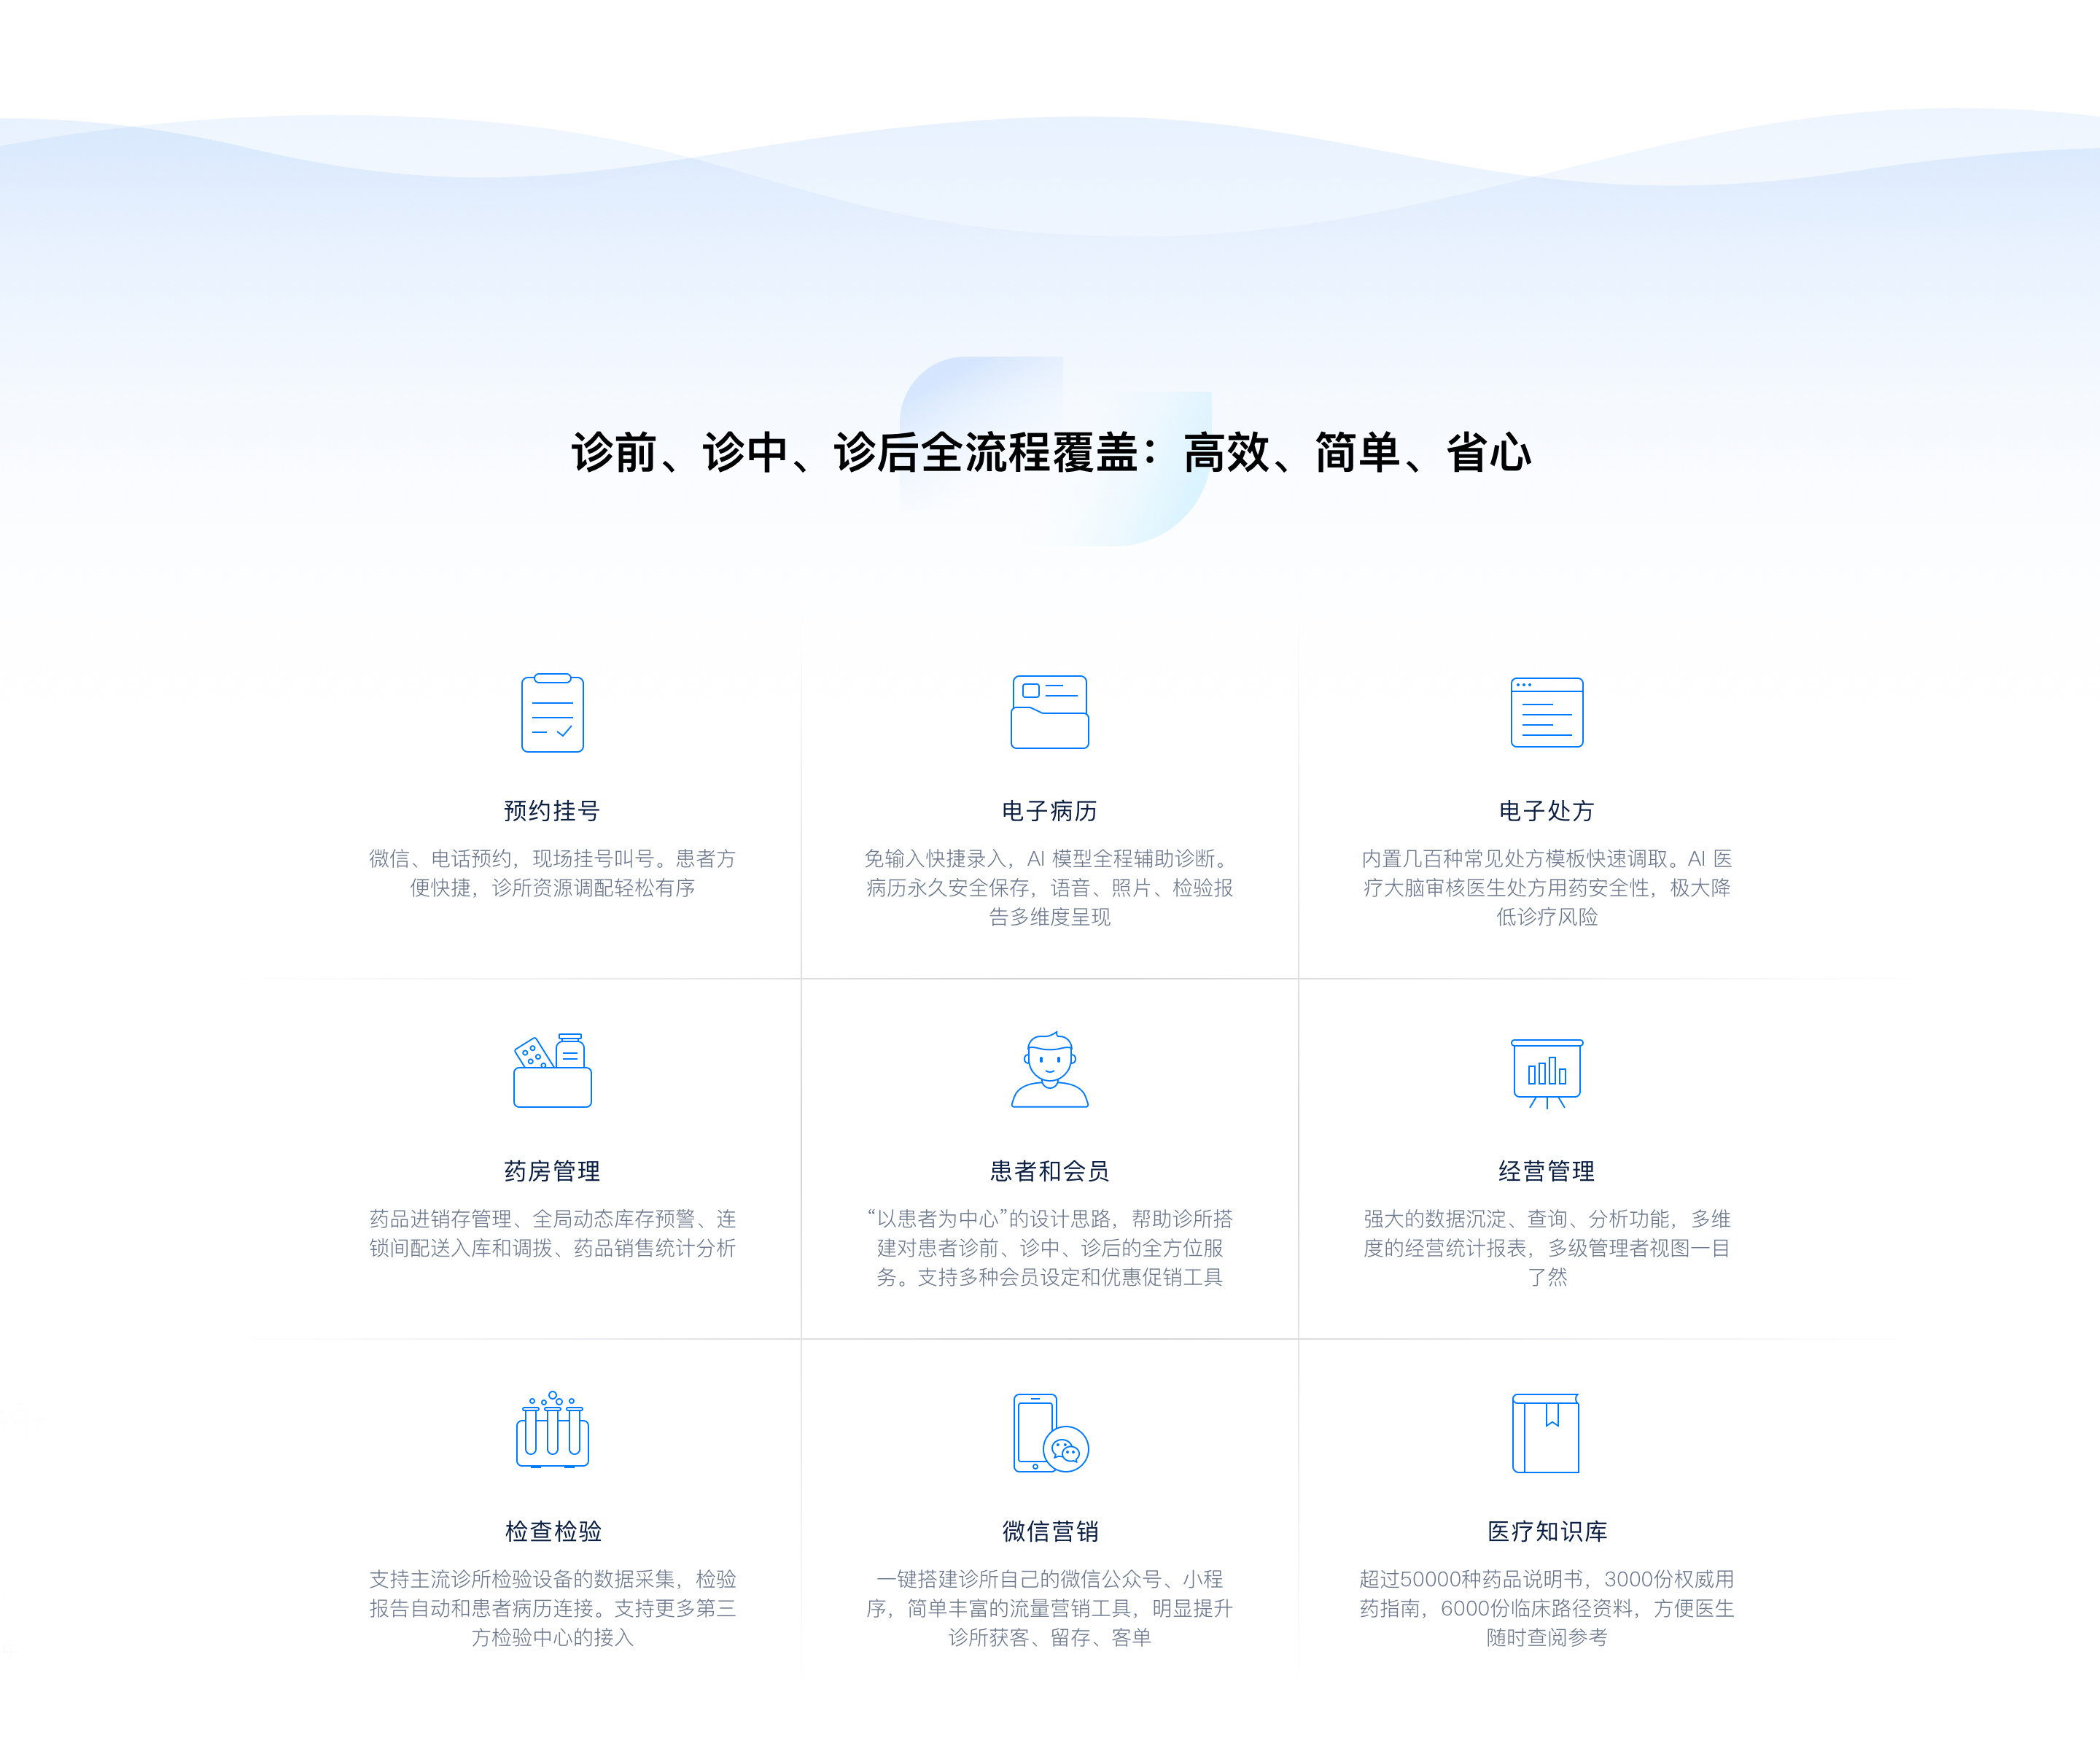 诊前、诊中、诊后全流程覆盖：高效、简单、省心
预约挂号
微信、电话预约，现场挂号叫号。患者方
便快捷，诊所资源调配轻松有序
电子病历
免输入快捷录入，AI 模型全程辅助诊断。
病历永久安全保存，语音、照片、检验报
告多维度呈现
电子处方
内置几百种常见处方模板快速调取。AI 医
疗大脑审核医生处方用药安全性，极大降
低诊疗风险
药房管理
药品进销存管理、全局动态库存预警、连
锁间配送入库和调拨、药品销售统计分析
患者和会员
“以患者为中心”的设计思路，帮助诊所搭
建对患者诊前、诊中、诊后的全方位服
务。支持多种会员设定和优惠促销工具
经营管理
强大的数据沉淀、查询、分析功能，多维
度的经营统计报表，多级管理者视图一目
了然
检查检验
支持主流诊所检验设备的数据采集，检验
报告自动和患者病历连接。支持更多第三
方检验中心的接入
微信营销
一键搭建诊所自己的微信公众号、小程
序，简单丰富的流量营销工具，明显提升
诊所获客、留存、客单
医疗知识库
超过50000种药品说明书，3000份权威用
药指南，6000份临床路径资料，方便医生
随时查阅参考